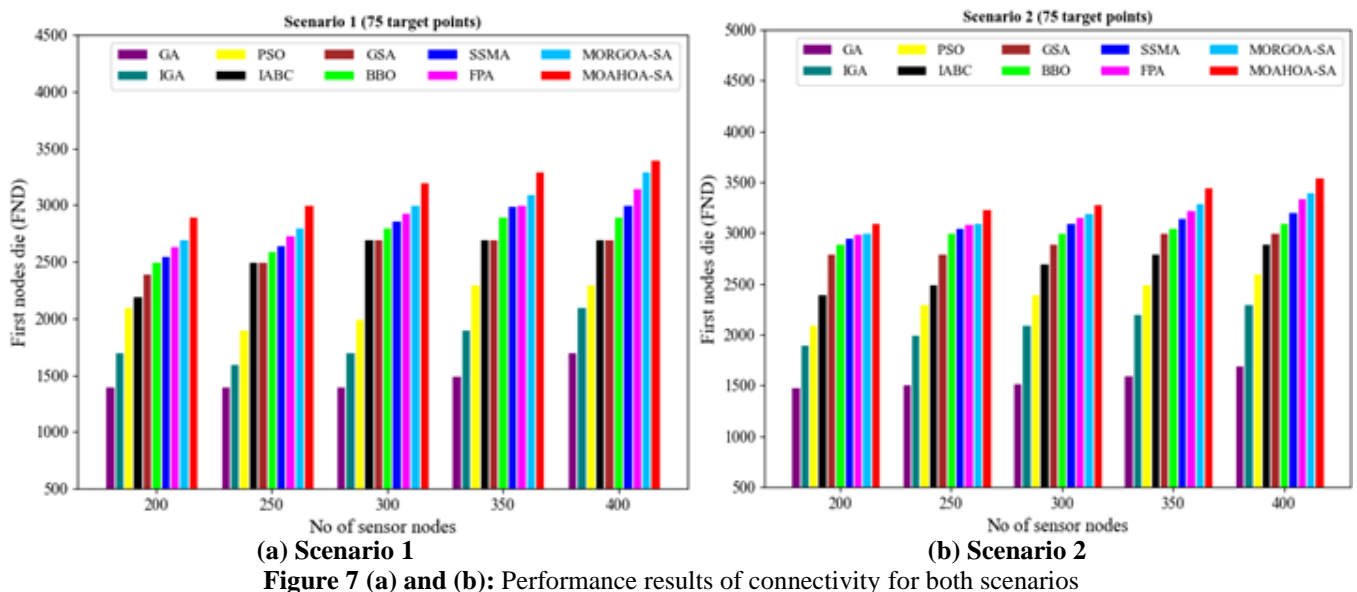 Scenario 1 (75 target points)
4500
4000
3500
3000
2500
2000
1500
1000
500
First nodes die (FND)
GA PSO GSA SSMA MORGOA-SA
IGA IABC BBO FPA MOAHOA-SA
200 250 300 350 400
No of sensor nodes
(a) Scenario 1
Scenario 2 (75 target points)
5000
4500
4000
3500
3000
2500
2000
1500
1000
500
First nodes die (FND)
GA PSO GSA SSMA MORGOA-SA
IGA IABC BBO FPA MOAHOA-SA
200 250 300 350 400
No of sensor nodes
(b) Scenario 2
Figure 7 (a) and (b): Performance results of connectivity for both scenarios